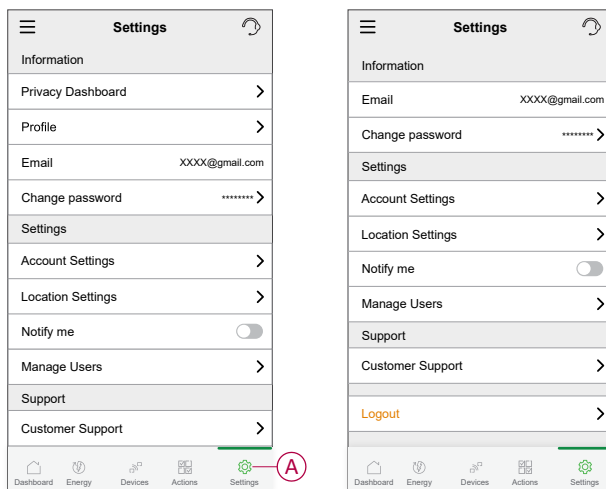 Settings
Information
Privacy Dashboard
Profile
Email XXXX@gmail.com
Change password ********
Settings
Account Settings
Location Settings
Notify me
Manage Users
Support
Customer Support
Dashboard Energy Devices Actions Settings
A
Settings
Information
Email XXXX@gmail.com
Change password ********
Settings
Account Settings
Location Settings
Notify me
Manage Users
Support
Customer Support
Logout
Dashboard Energy Devices Actions Settings